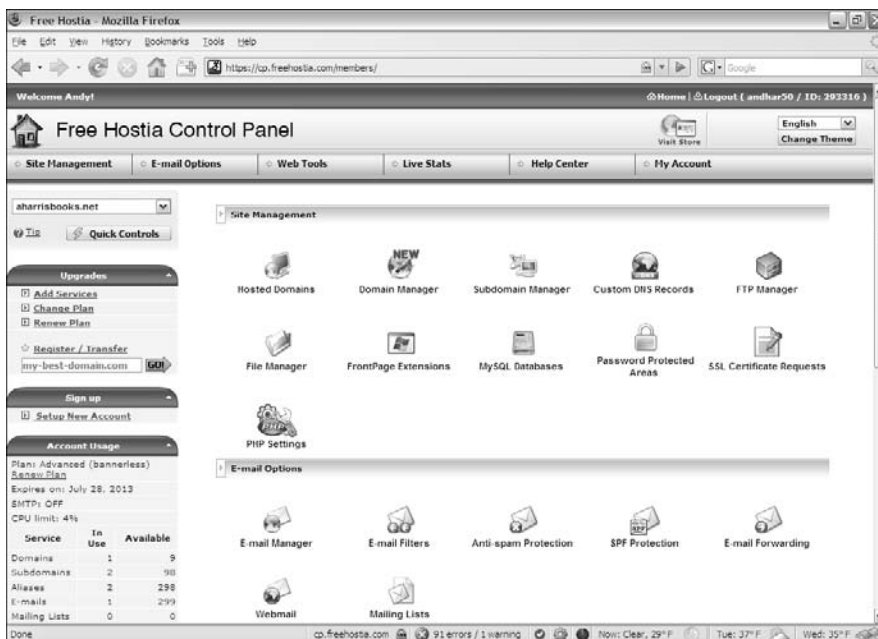 Free Hostia - Mozilla Firefox
File Edit View History Bookmarks Tools Help
https://cp.freehostia.com/members/
Google
Welcome Andy!
Home | Logout ( andhar50 / ID: 293316 )
Free Hostia Control Panel
Visit Store
English
Change Theme
Site Management
E-mail Options
Web Tools
Live Stats
Help Center
My Account
aharrisbooks.net
Tip
Quick Controls
Upgrades
Add Services
Change Plan
Renew Plan
Register / Transfer
my-best-domain.com GO!
Sign up
Setup New Account
Account Usage
Plan: Advanced (bannerless)
Renew Plan
Expires on: July 28, 2013
SMTP: OFF
CPU limit: 4%
Service In Use Available
Domains 1 9
Subdomains 2 98
Aliases 2 298
E-mails 1 299
Mailing Lists 0 0
Site Management
Hosted Domains
NEW
Domain Manager
Subdomain Manager
Custom DNS Records
FTP Manager
File Manager
FrontPage Extensions
MySQL Databases
Password Protected
Areas
SSL Certificate Requests
PHP
PHP Settings
E-mail Options
E-mail Manager
E-mail Filters
Anti-spam Protection
SPF
SPF Protection
E-mail Forwarding
Webmail
Mailing Lists
Done
cp.freehostia.com
91 errors / 1 warning
Now: Clear, 29° F
Tue: 37° F
Wed: 35° F